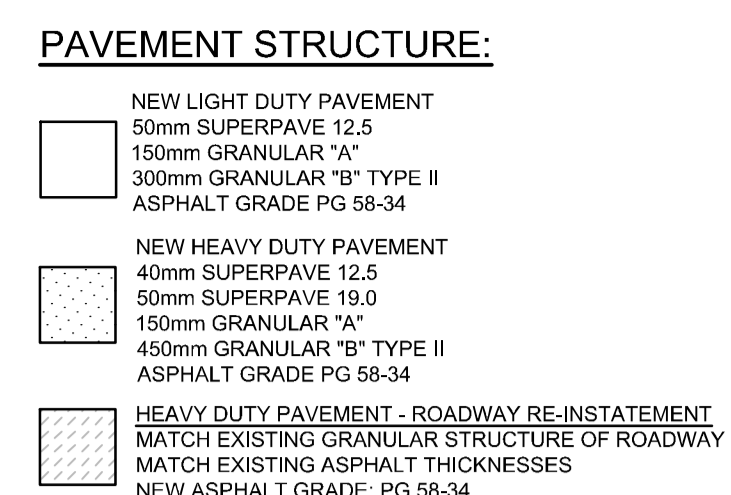 PAVEMENT STRUCTURE:
NEW LIGHT DUTY PAVEMENT
50mm SUPERPAVE 12.5
150mm GRANULAR "A"
300mm GRANULAR "B" TYPE II
ASPHALT GRADE PG 58-34
NEW HEAVY DUTY PAVEMENT
40mm SUPERPAVE 12.5
50mm SUPERPAVE 19.0
150mm GRANULAR "A"
450mm GRANULAR "B" TYPE II
ASPHALT GRADE PG 58-34
HEAVY DUTY PAVEMENT - ROADWAY RE-INSTATEMENT
MATCH EXISTING GRANULAR STRUCTURE OF ROADWAY
MATCH EXISTING ASPHALT THICKNESSES
NEW ASPHALT GRADE: PG 58-34